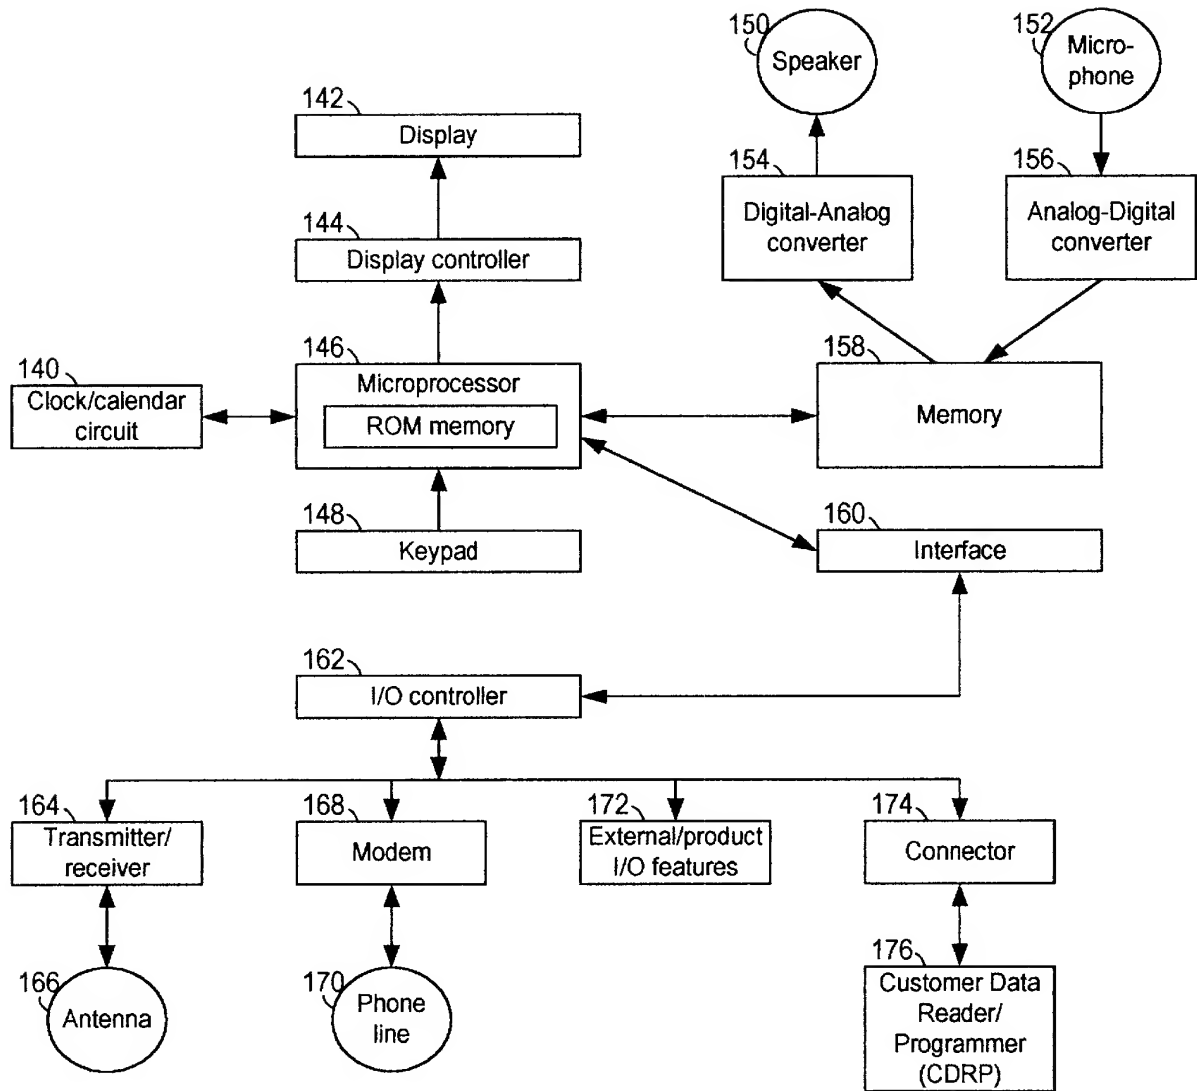 150
Speaker
152
Micro-
phone
142
Display
154
Digital-Analog
converter
156
Analog-Digital
converter
144
Display controller
140
Clock/calendar
circuit
146
Microprocessor
ROM memory
158
Memory
148
Keypad
160
Interface
162
I/O controller
164
Transmitter/
receiver
168
Modem
172
External/product
I/O features
174
Connector
166
Antenna
170
Phone
line
176
Customer Data
Reader/
Programmer
(CDRP)